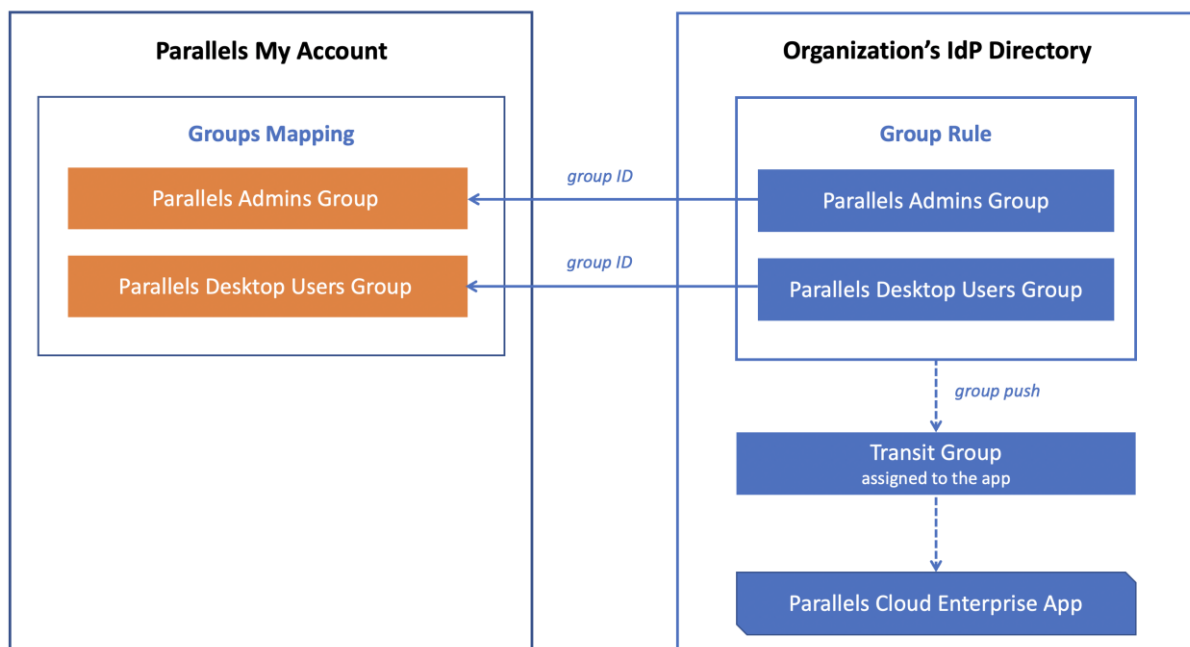 Parallels My Account
Groups Mapping
Parallels Admins Group
Parallels Desktop Users Group
group ID
group ID
Organization’s IdP Directory
Group Rule
Parallels Admins Group
Parallels Desktop Users Group
group push
Transit Group
assigned to the app
Parallels Cloud Enterprise App